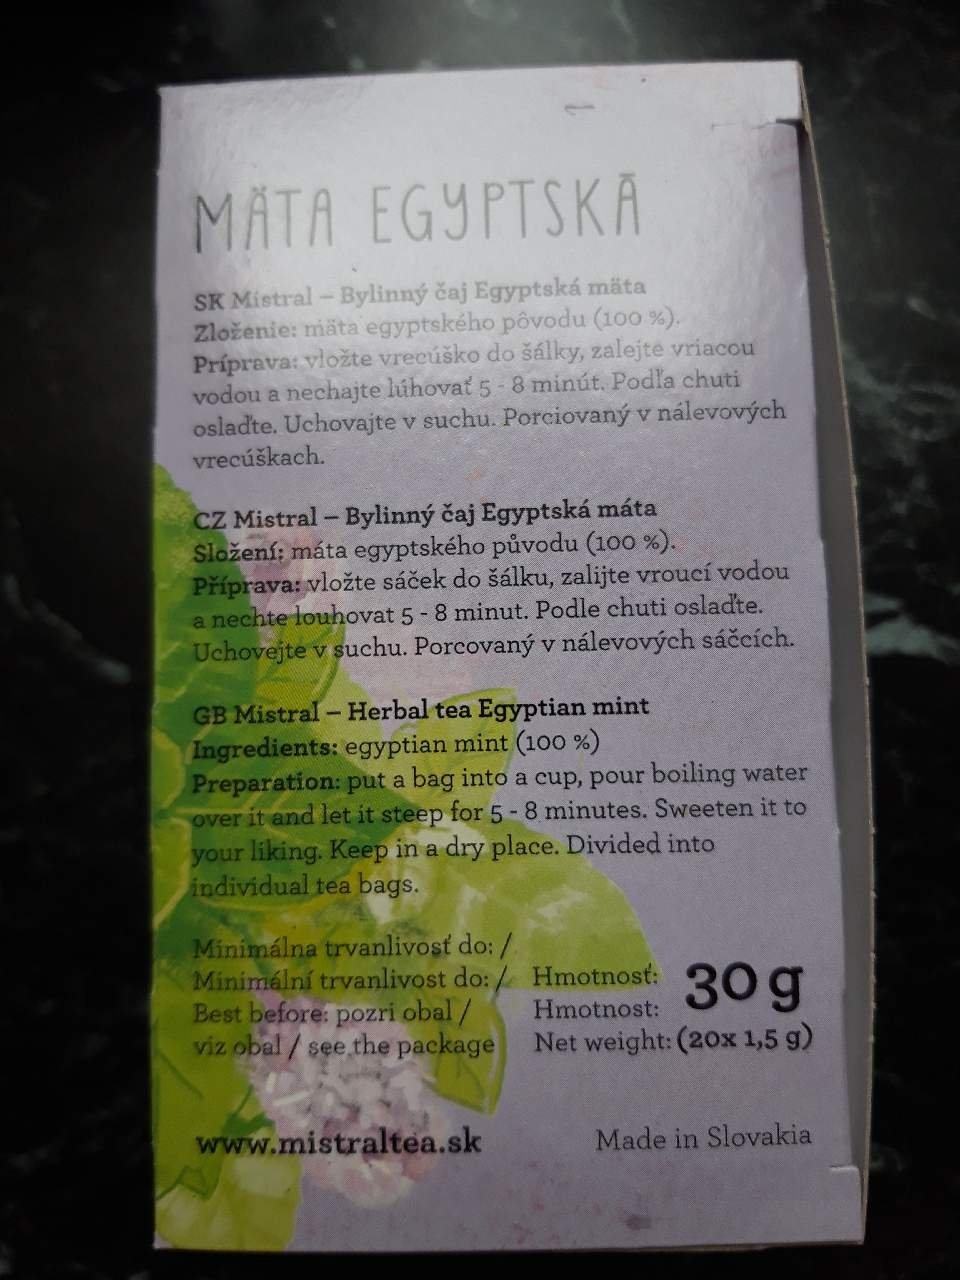 MÄTA EGYPTSKÁ
SK Mistral – Bylinný čaj Egyptská mäta
Zloženie: mäta egyptského pôvodu (100 %).
Príprava: vložte vrecúško do šálky, zalejte vriacou
vodou a nechajte lúhovať 5 - 8 minút. Podľa chuti
oslaďte. Uchovajte v suchu. Porciovaný v nálevových
vrecúškach.
CZ Mistral – Bylinný čaj Egyptská máta
Složení: máta egyptského původu (100 %).
Příprava: vložte sáček do šálku, zalijte vroucí vodou
a nechte louhovat 5 - 8 minut. Podle chuti oslaďte.
Uchovejte v suchu. Porcovaný v nálevových sáčcích.
GB Mistral – Herbal tea Egyptian mint
Ingredients: egyptian mint (100 %)
Preparation: put a bag into a cup, pour boiling water
over it and let it steep for 5 - 8 minutes. Sweeten it to
your liking. Keep in a dry place. Divided into
individual tea bags.
Minimálna trvanlivosť do: /
Minimální trvanlivost do: /
Best before: pozri obal /
viz obal / see the package
Hmotnosť:
Hmotnost:
Net weight:
30 g
(20x 1,5 g)
www.mistraltea.sk
Made in Slovakia